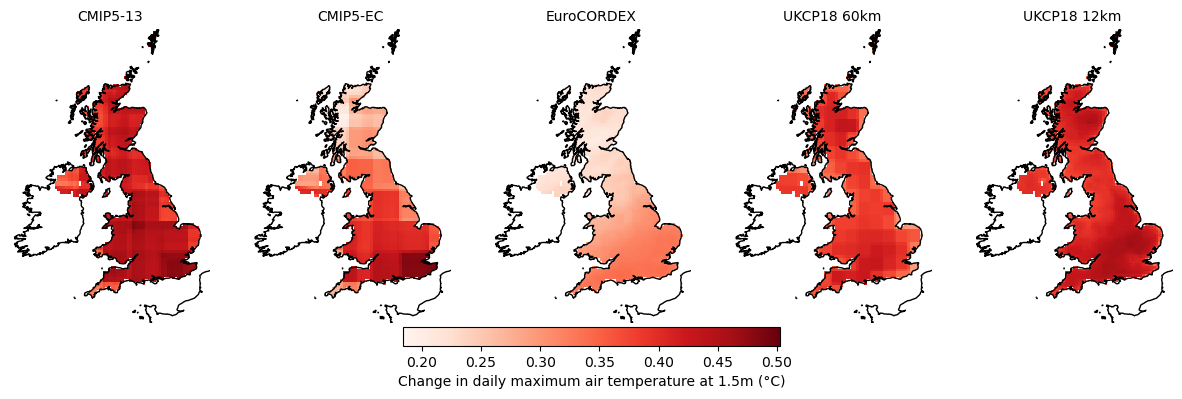 CMIP5-13 CMIP5-EC EuroCORDEX UKCP18 60km UKCP18 12km
0.20 0.25 0.30 0.35 0.40 0.45 0.50
Change in daily maximum air temperature at 1.5m (°C)